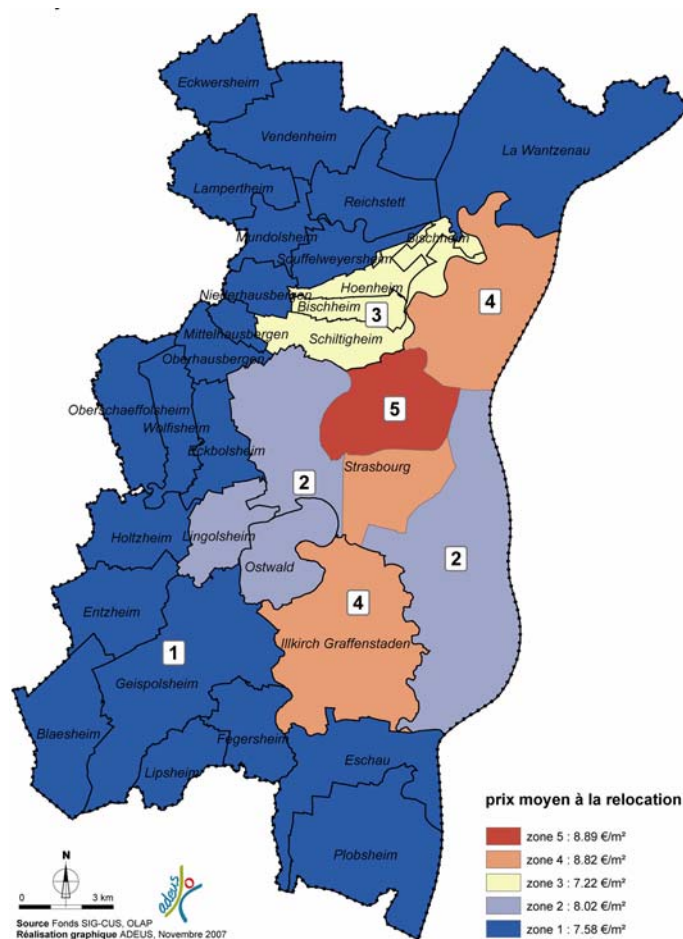 Eckwersheim
Vendenheim
La Wantzenau
Lampertheim
Reichstett
Mundolsheim
Bischheim
Souffelweyersheim
Hoenheim
Niederhausbergen
4
Bischheim
3
Mittelhausbergen
Schiltigheim
Oberhausbergen
Oberschaeffolsheim
5
Wolfisheim
Eckbolsheim
Strasbourg
2
Lingolsheim
Holtzheim
2
Ostwald
Entzheim
4
Illkirch Graffenstaden
1
Geispolsheim
Blaesheim
Fegersheim
Eschau
Lipsheim
Plobsheim
prix moyen à la relocation
zone 5 : 8.89 €/m²
zone 4 : 8.82 €/m²
zone 3 : 7.22 €/m²
zone 2 : 8.02 €/m²
zone 1 : 7.58 €/m²
N
0 3 km
adeus
Source Fonds SIG-CUS, OLAP
Réalisation graphique ADEUS, Novembre 2007